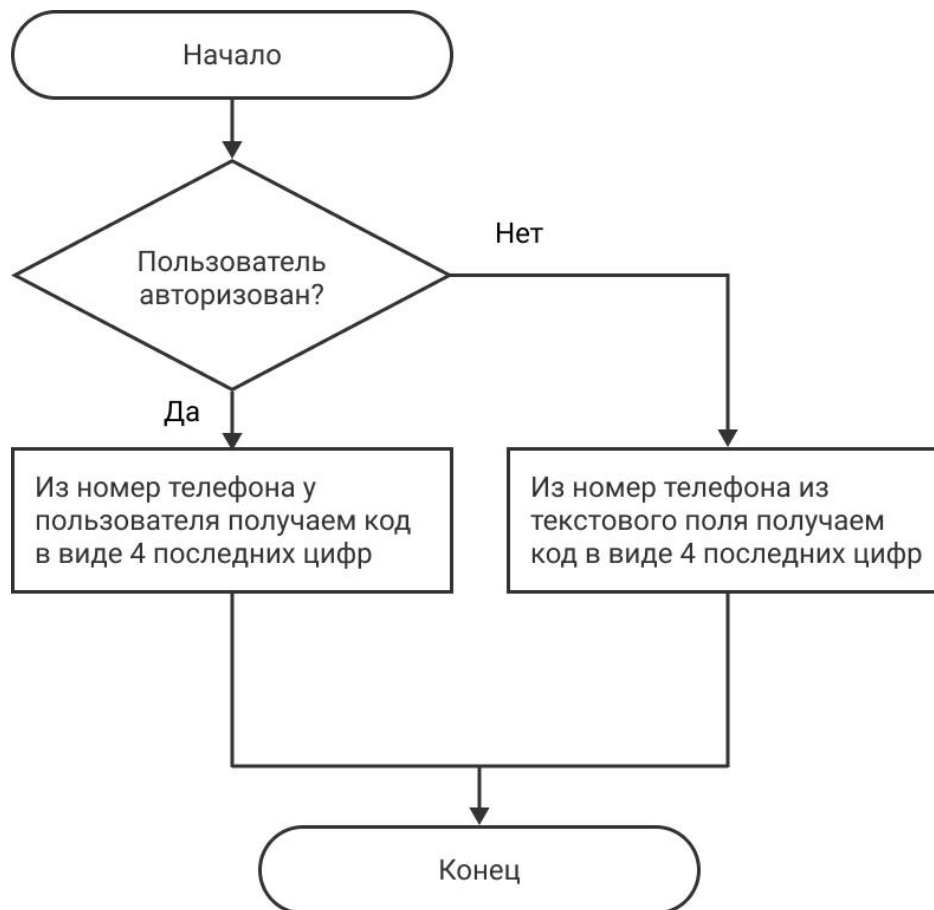 Начало
Нет
Пользователь
авторизован?
Да
Из номер телефона у
пользователя получаем код
в виде 4 последних цифр
Из номер телефона из
текстового поля получаем
код в виде 4 последних цифр
Конец